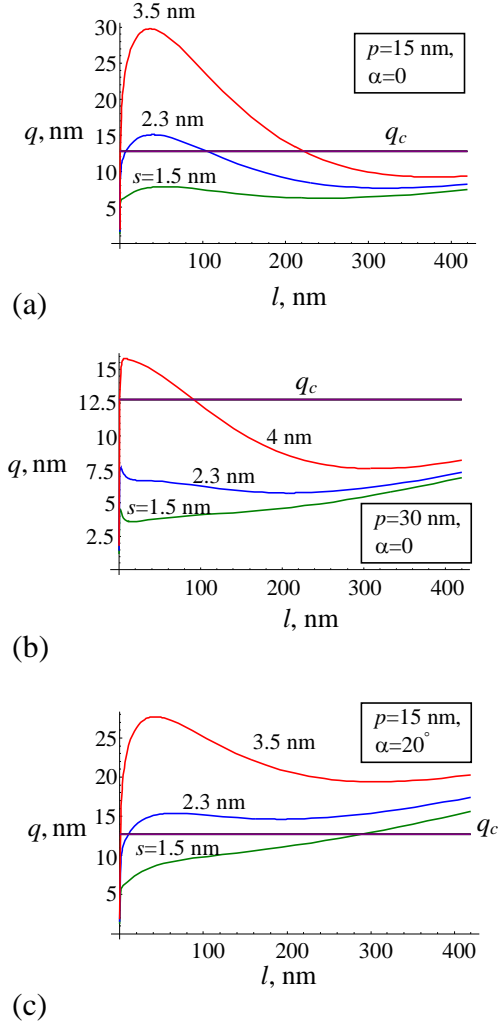 3.5 nm
30
p=15 nm,
α=0
25
20
q, nm
2.3 nm
15
q_c
10
s=1.5 nm
5
100 200 300 400
l, nm
(a)
15
q_c
12.5
10
4 nm
q, nm
7.5
2.3 nm
5
s=1.5 nm
p=30 nm,
α=0
2.5
100 200 300 400
l, nm
(b)
p=15 nm,
α=20°
25
3.5 nm
20
2.3 nm
q, nm
15
q_c
10
s=1.5 nm
5
100 200 300 400
l, nm
(c)